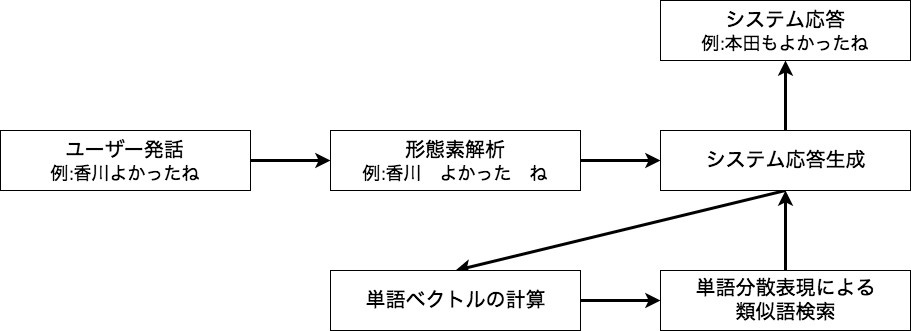 システム応答
例:本田もよかったね
ユーザー発話
例:香川よかったね
形態素解析
例:香川　よかった　ね
システム応答生成
単語ベクトルの計算
単語分散表現による
類似語検索